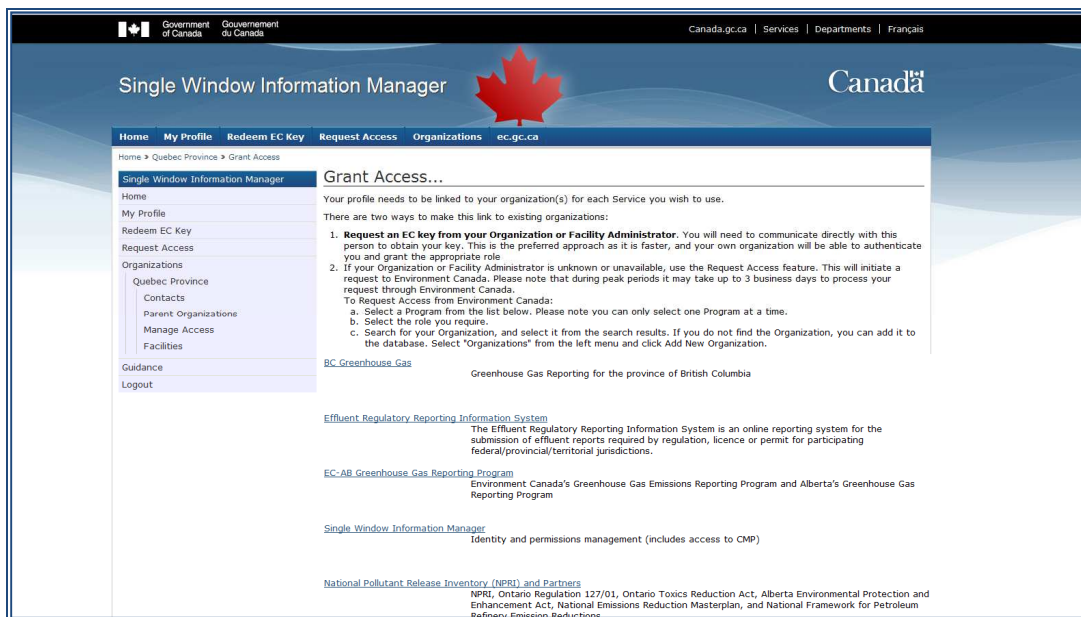 Government of Canada Gouvernement du Canada
Canada.gc.ca | Services | Departments | Français
Single Window Information Manager
Canada
Home My Profile Redeem EC Key Request Access Organizations ec.gc.ca
Home > Quebec Province > Grant Access
Single Window Information Manager
Home
My Profile
Redeem EC Key
Request Access
Organizations
Quebec Province
Contacts
Parent Organizations
Manage Access
Facilities
Guidance
Logout
Grant Access...
Your profile needs to be linked to your organization(s) for each Service you wish to use.
There are two ways to make this link to existing organizations:
1. Request an EC key from your Organization or Facility Administrator. You will need to communicate directly with this
person to obtain your key. This is the preferred approach as it is faster, and your own organization will be able to authenticate
you and grant the appropriate role
2. If your Organization or Facility Administrator is unknown or unavailable, use the Request Access feature. This will initiate a
request to Environment Canada. Please note that during peak periods it may take up to 3 business days to process your
request through Environment Canada.
To Request Access from Environment Canada:
a. Select a Program from the list below. Please note you can only select one Program at a time.
b. Select the role you require.
c. Search for your Organization, and select it from the search results. If you do not find the Organization, you can add it to
the database. Select "Organizations" from the left menu and click Add New Organization.
BC Greenhouse Gas
Greenhouse Gas Reporting for the province of British Columbia
Effluent Regulatory Reporting Information System
The Effluent Regulatory Reporting Information System is an online reporting system for the
submission of effluent reports required by regulation, licence or permit for participating
federal/provincial/territorial jurisdictions.
EC-AB Greenhouse Gas Reporting Program
Environment Canada's Greenhouse Gas Emissions Reporting Program and Alberta's Greenhouse Gas
Reporting Program
Single Window Information Manager
Identity and permissions management (includes access to CMP)
National Pollutant Release Inventory (NPRI) and Partners
NPRI, Ontario Regulation 127/01, Ontario Toxics Reduction Act, Alberta Environmental Protection and
Enhancement Act, National Emissions Reduction Masterplan, and National Framework for Petroleum
Refinery Emission Reductions